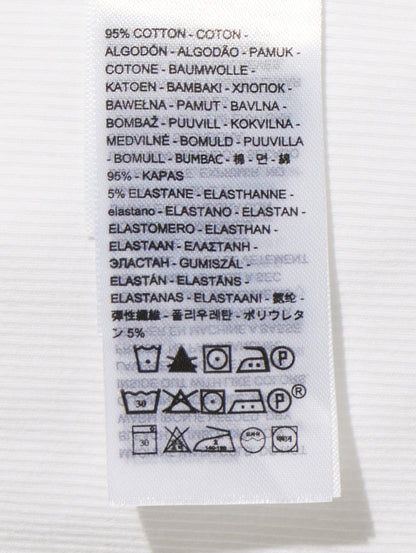 95% COTTON - COTON -
ALGODÓN - ALGODÃO - PAMUK -
COTONE - BAUMWOLLE -
KATOEN - BAMBAKI - ХЛОПОК -
BAWEŁNA - PAMUT - BAVLNA -
BOMBAŽ - PUUVILL - KOKVILNA -
MEDVILNĖ - BOMULD - PUUVILLA
- BOMULL - BUMBAC - 棉 - 면 - 綿
95% - KAPAS
5% ELASTANE - ELASTHANNE -
elastano - ELASTANO - ELASTAN -
ELASTOMERO - ELASTHAN -
ELASTAAN - ΕΛΑΣΤΑΝΗ -
ЭЛАСТАН - GUMISZÁL -
ELASTÁN - ELASTĀNS -
ELASTANAS - ELASTAANI - 氨纶 -
彈性纖維 - 폴리우레탄 - ポリウレタ
ン 5%
P
30 P ®
30